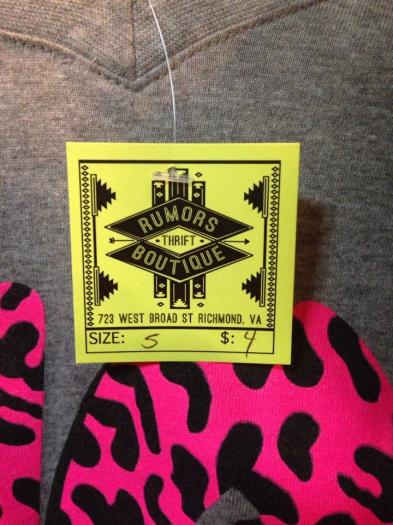 RUMORS
THRIFT
BOUTIQUE
723 WEST BROAD ST RICHMOND, VA
SIZE: S $: 4